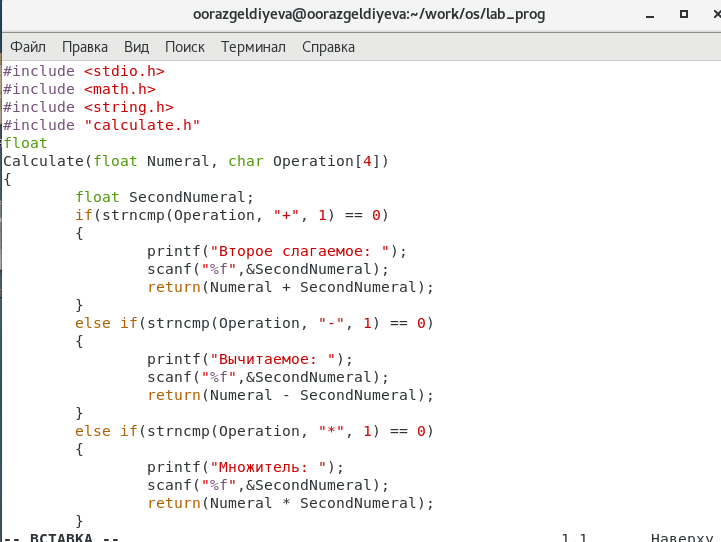 oorazgeldiyeva@oorazgeldiyeva:~/work/os/lab_prog
Файл Правка Вид Поиск Терминал Справка
#include <stdio.h>
#include <math.h>
#include <string.h>
#include "calculate.h"
float
Calculate(float Numeral, char Operation[4])
{
        float SecondNumeral;
        if(strncmp(Operation, "+", 1) == 0)
        {
                printf("Второе слагаемое: ");
                scanf("%f",&SecondNumeral);
                return(Numeral + SecondNumeral);
        }
        else if(strncmp(Operation, "-", 1) == 0)
        {
                printf("Вычитаемое: ");
                scanf("%f",&SecondNumeral);
                return(Numeral - SecondNumeral);
        }
        else if(strncmp(Operation, "*", 1) == 0)
        {
                printf("Множитель: ");
                scanf("%f",&SecondNumeral);
                return(Numeral * SecondNumeral);
        }
-- ВСТАВКА -- 1,1 Наверху